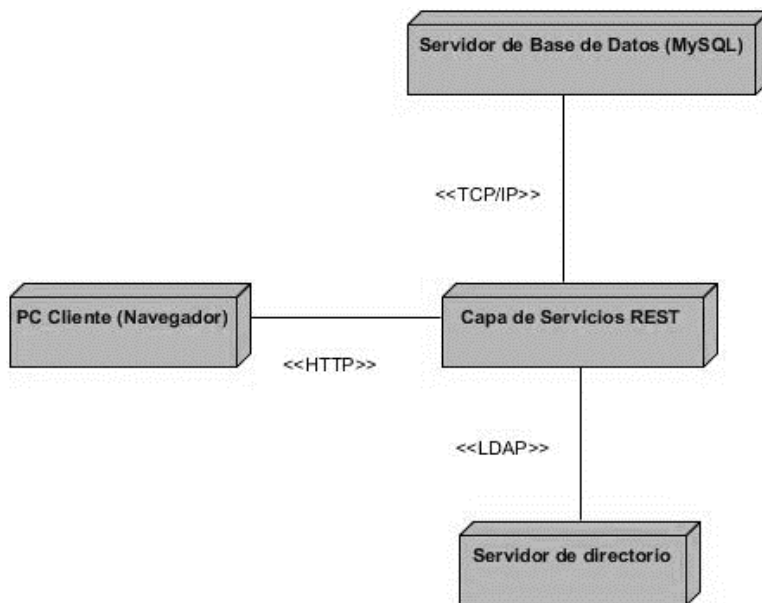 Servidor de Base de Datos (MySQL)
<<TCP/IP>>
PC Cliente (Navegador)
Capa de Servicios REST
<<HTTP>>
<<LDAP>>
Servidor de directorio